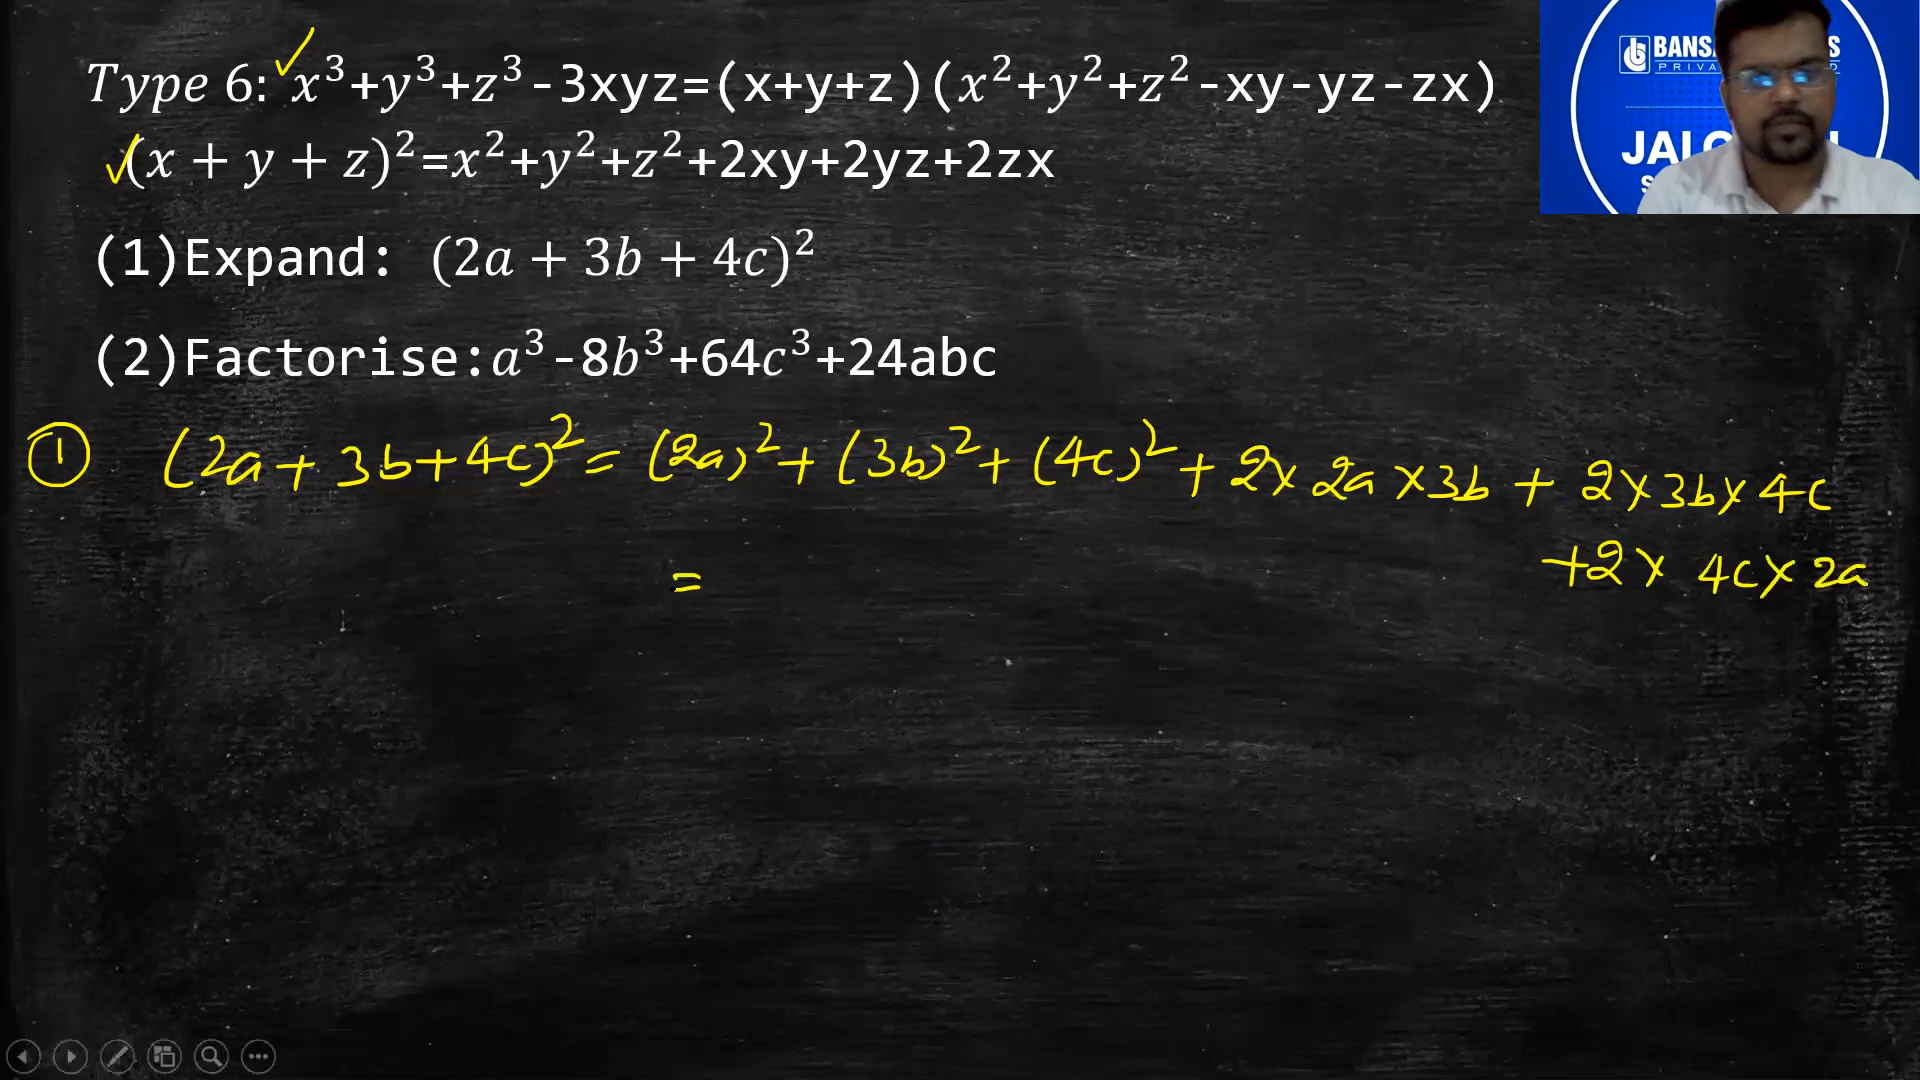 Type 6: x³+y³+z³-3xyz=(x+y+z)(x²+y²+z²-xy-yz-zx)
(x + y + z)²=x²+y²+z²+2xy+2yz+2zx
(1)Expand: (2a + 3b + 4c)²
(2)Factorise:a³-8b³+64c³+24abc
① (2a + 3b + 4c)² = (2a)² + (3b)² + (4c)² + 2 × 2a × 3b + 2 × 3b × 4c
+2 × 4c × 2a
=